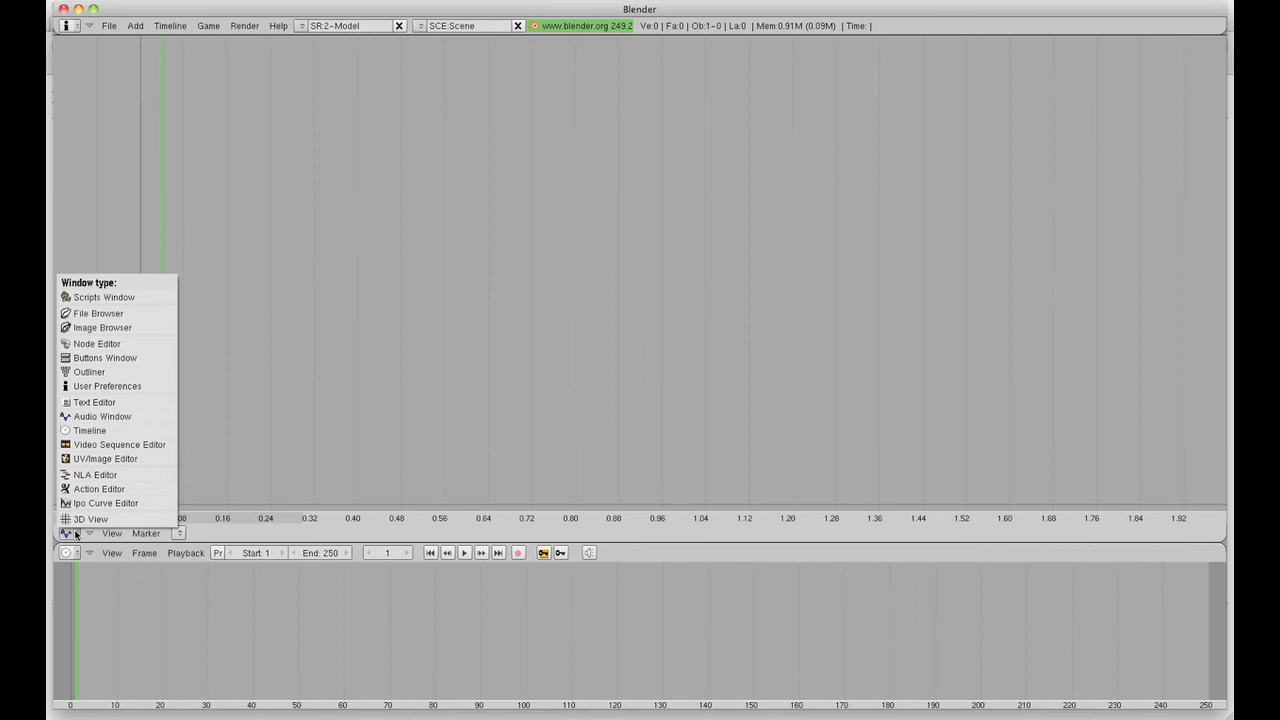 Blender
File Add Timeline Game Render Help SR:2-Model SCE:Scene www.blender.org 249.2 Ve:0 | Fa:0 | Ob:1-0 | La:0 | Mem:0.91M (0.09M) | Time: |
Window type:
Scripts Window
File Browser
Image Browser
Node Editor
Buttons Window
Outliner
User Preferences
Text Editor
Audio Window
Timeline
Video Sequence Editor
UV/Image Editor
NLA Editor
Action Editor
Ipo Curve Editor
3D View
0.16 0.24 0.32 0.40 0.48 0.56 0.64 0.72 0.80 0.88 0.96 1.04 1.12 1.20 1.28 1.36 1.44 1.52 1.60 1.68 1.76 1.84 1.92
View Marker
View Frame Playback Pr Start: 1 End: 250 1
0 10 20 30 40 50 60 70 80 90 100 110 120 130 140 150 160 170 180 190 200 210 220 230 240 250